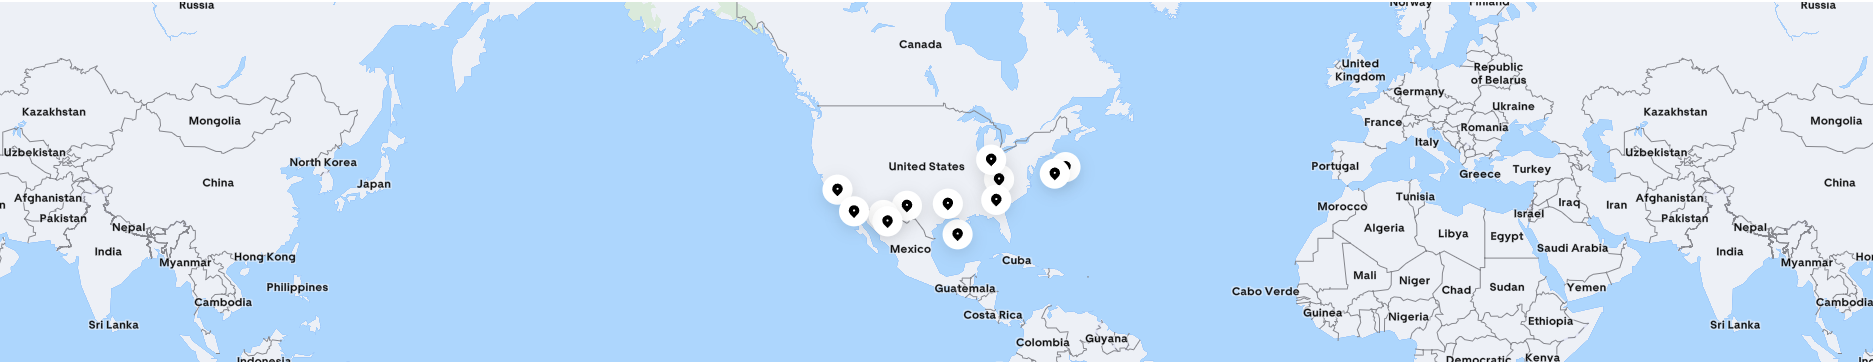 Russia
Norway
Finland
Russia
Canada
United
Kingdom
Republic
of Belarus
Germany
Kazakhstan
Mongolia
Ukraine
Kazakhstan
Mongolia
France
Romania
Italy
Uzbekistan
North Korea
United States
Portugal
Greece
Turkey
Uzbekistan
China
Japan
China
Afghanistan
Pakistan
Morocco
Tunisia
Iraq
Iran
Afghanistan
Israel
Pakistan
Nepal
Algeria
Libya
Egypt
Nepal
India
Mexico
Saudi Arabia
India
Myanmar
Hong Kong
Cuba
Myanmar
Mali
Niger
Philippines
Guatemala
Cabo Verde
Chad
Sudan
Yemen
Cambodia
Cambodia
Costa Rica
Guinea
Nigeria
Ethiopia
Sri Lanka
Sri Lanka
Colombia
Guyana
Indonesia
Democratic
Kenya